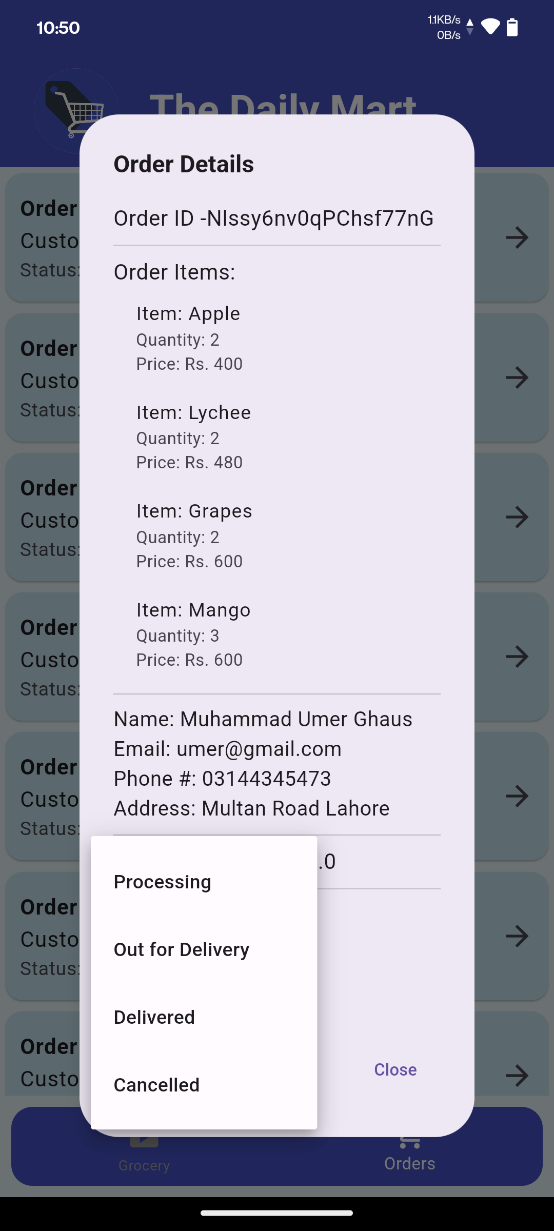 10:50
1.1KB/s
0B/s
The Daily Mart
Order Details
Order ID -NIssy6nv0qPChsf77nG
Order Items:
Item: Apple
Quantity: 2
Price: Rs. 400
Item: Lychee
Quantity: 2
Price: Rs. 480
Item: Grapes
Quantity: 2
Price: Rs. 600
Item: Mango
Quantity: 3
Price: Rs. 600
Name: Muhammad Umer Ghaus
Email: umer@gmail.com
Phone #: 03144345473
Address: Multan Road Lahore
.0
Processing
Out for Delivery
Delivered
Cancelled
Close
Order
Custo
Status:
Order
Custo
Status:
Order
Custo
Status:
Order
Custo
Status:
Order
Custo
Status:
Order
Custo
Status:
Order
Custo
Grocery
Orders